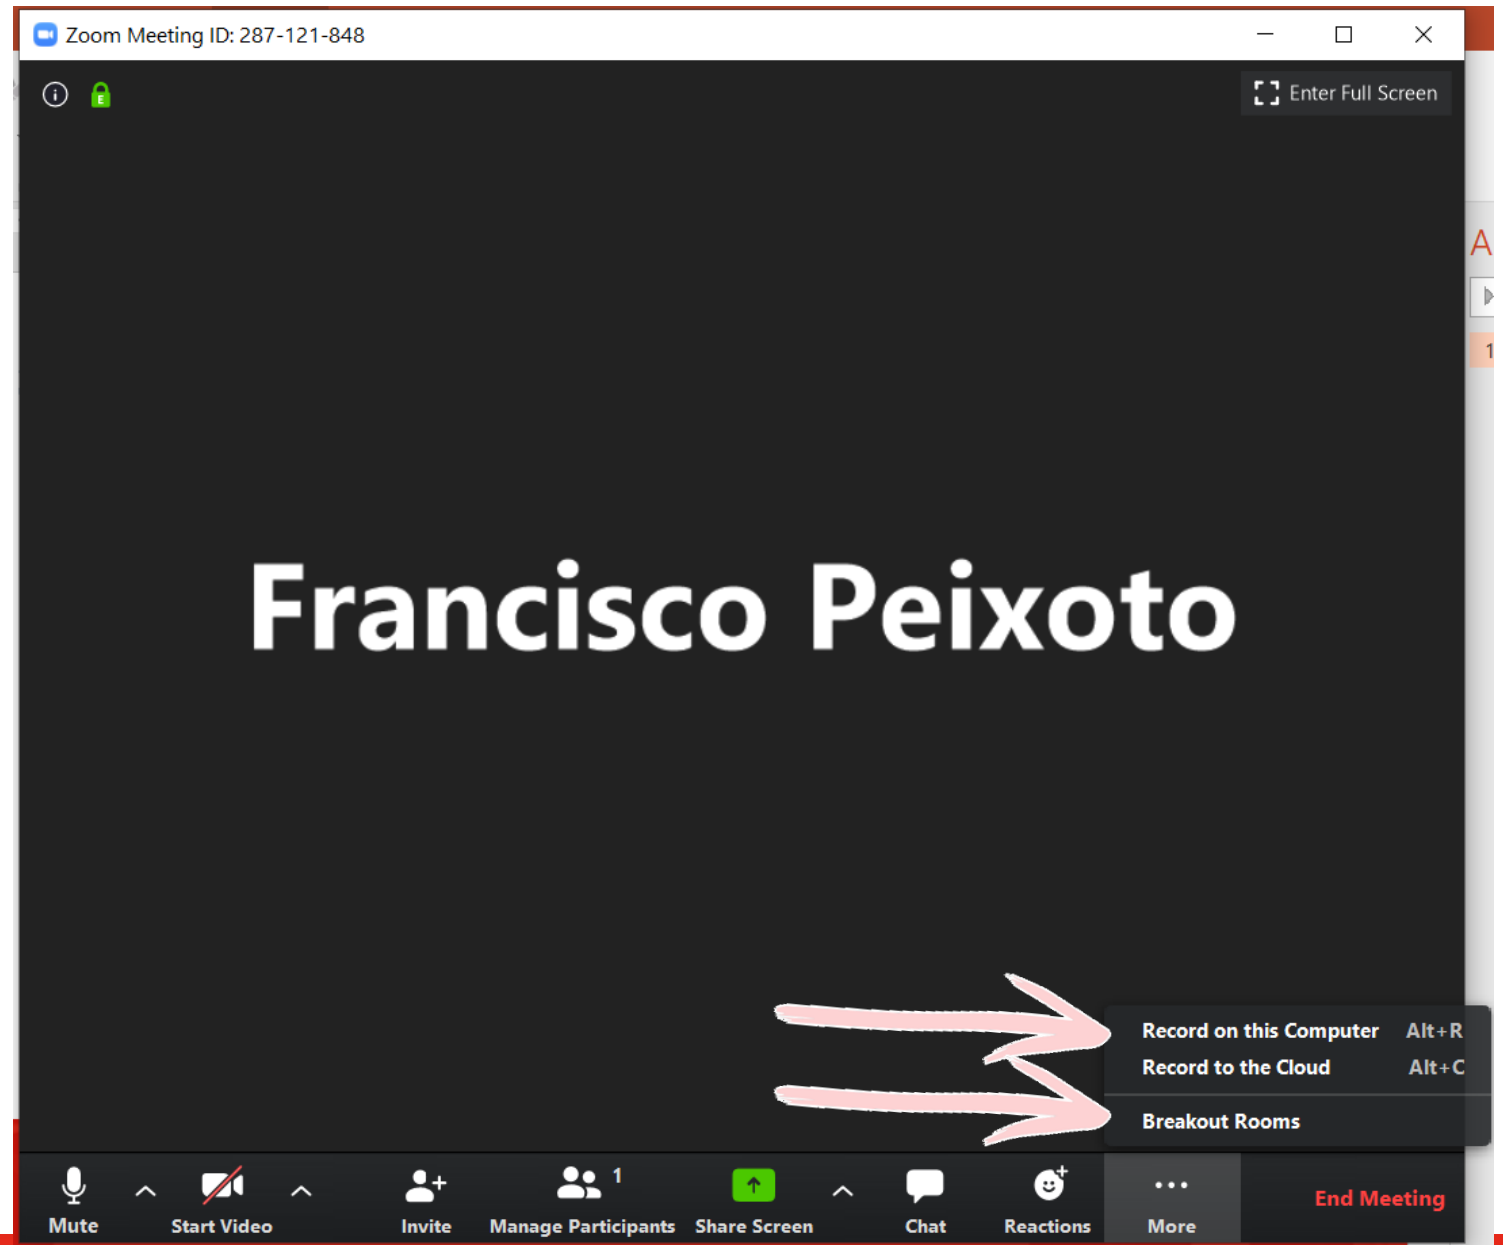 Zoom Meeting ID: 287-121-848
Enter Full Screen
A
1
Francisco Peixoto
Record on this Computer Alt+R
Record to the Cloud Alt+C
Breakout Rooms
1
End Meeting
Mute Start Video Invite Manage Participants Share Screen Chat Reactions More